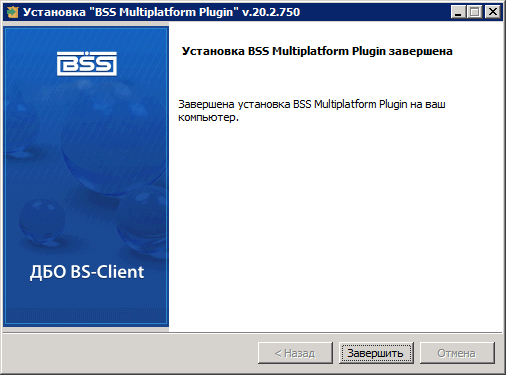 Установка "BSS Multiplatform Plugin" v.20.2.750
BSS
Установка BSS Multiplatform Plugin завершена
Завершена установка BSS Multiplatform Plugin на ваш
компьютер.
ДБО BS-Client
< Назад
Завершить
Отмена